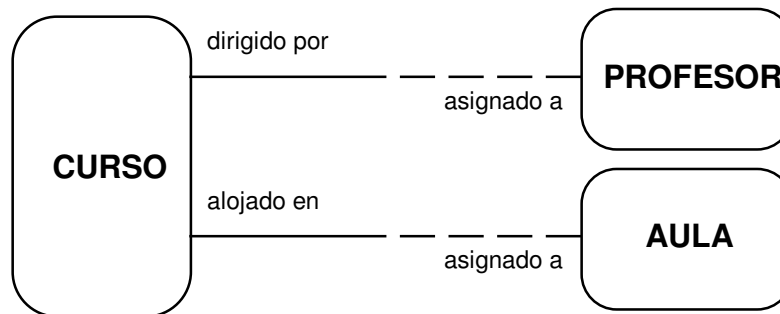 dirigido por
PROFESOR
asignado a
CURSO
alojado en
AULA
asignado a